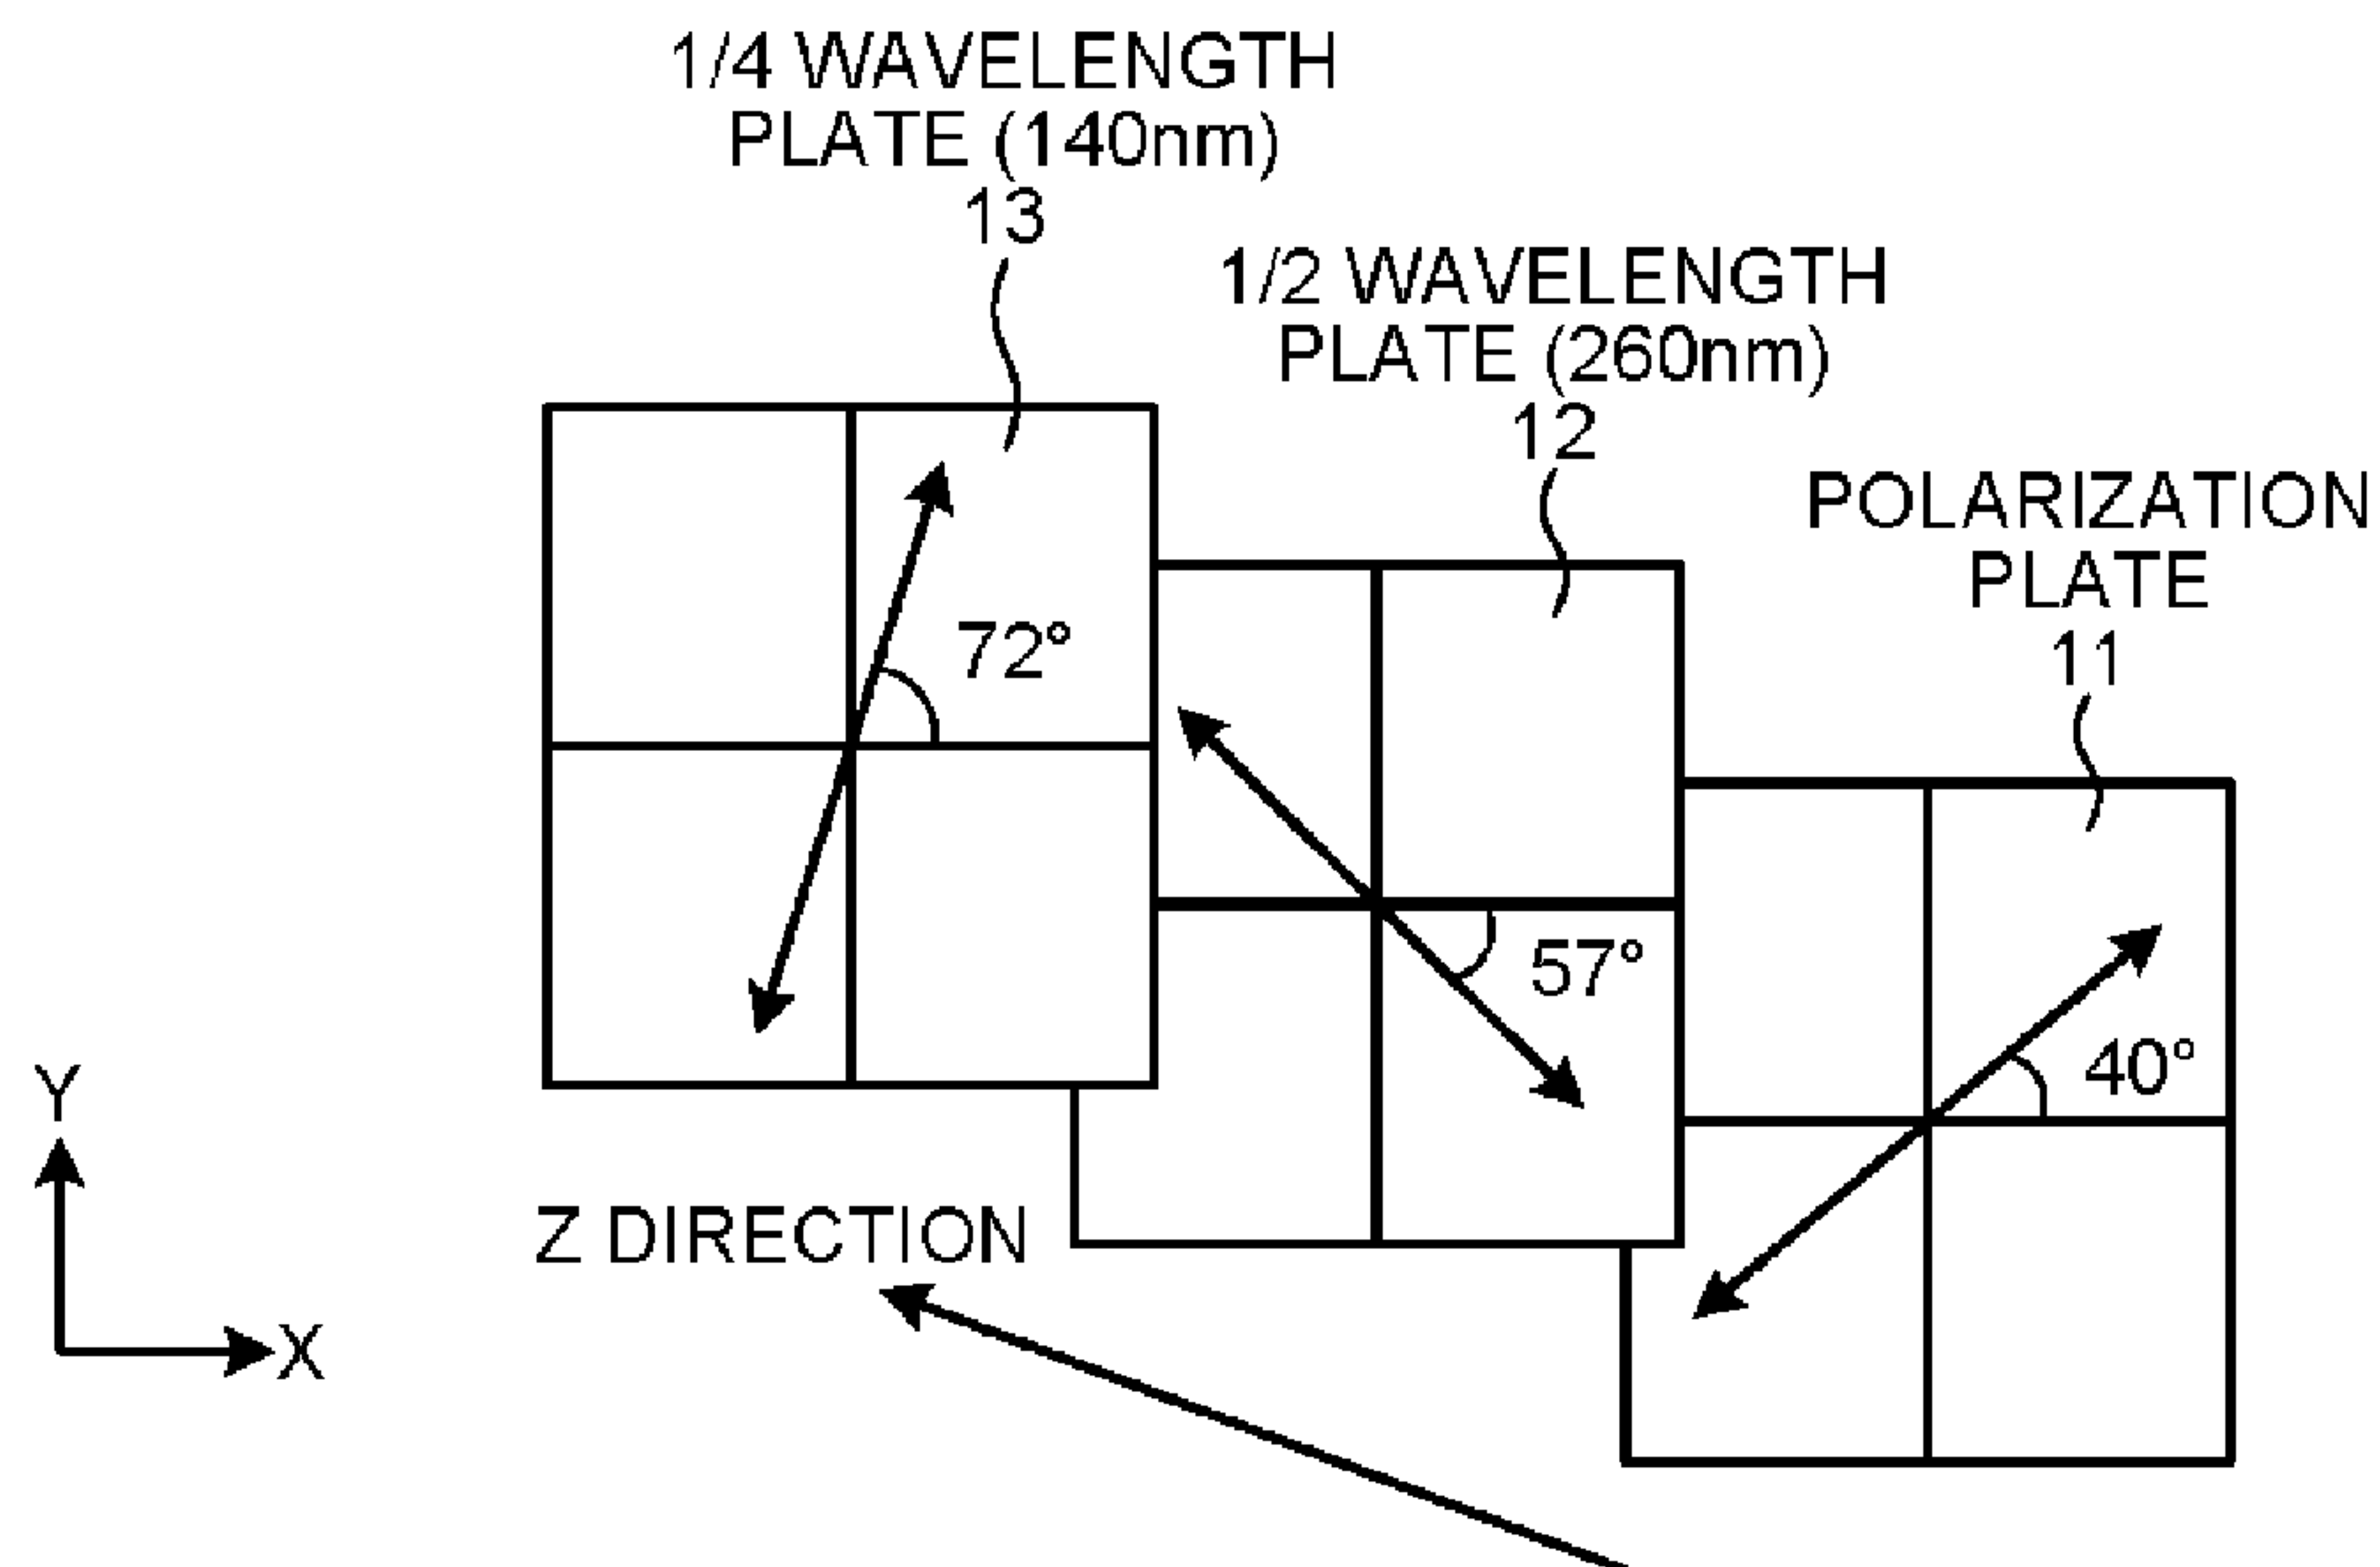 1/4 WAVELENGTH
PLATE (140nm)
13
1/2 WAVELENGTH
PLATE (260nm)
12
POLARIZATION
PLATE
11
72°
57°
40°
Y
X
Z DIRECTION